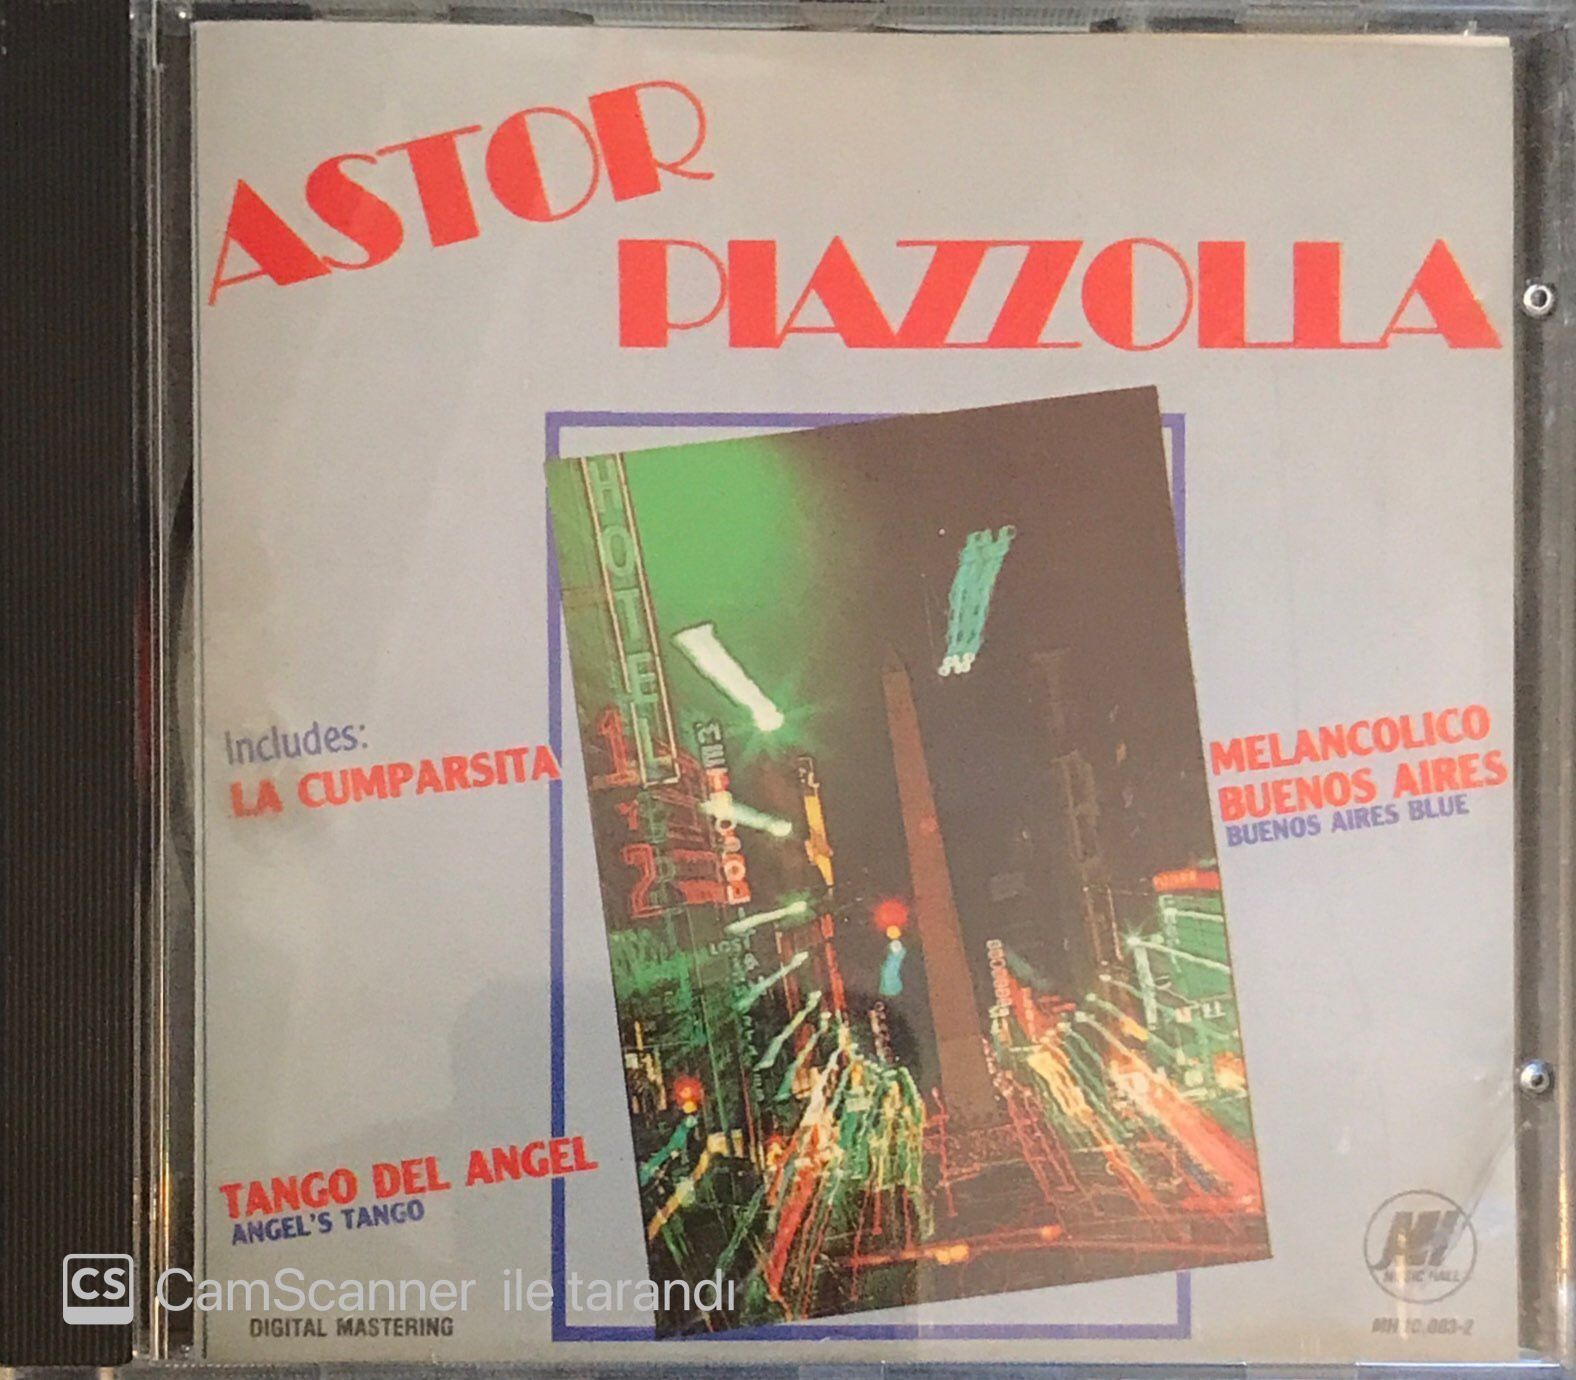 ASTOR
PIAZZOLLA
HOTEL
Includes:
LA CUMPARSITA
MELANCOLICO
BUENOS AIRES
BUENOS AIRES BLUE
TANGO DEL ANGEL
ANGEL'S TANGO
MH
MUSIC HALL
CS CamScanner ile tarandı
DIGITAL MASTERING